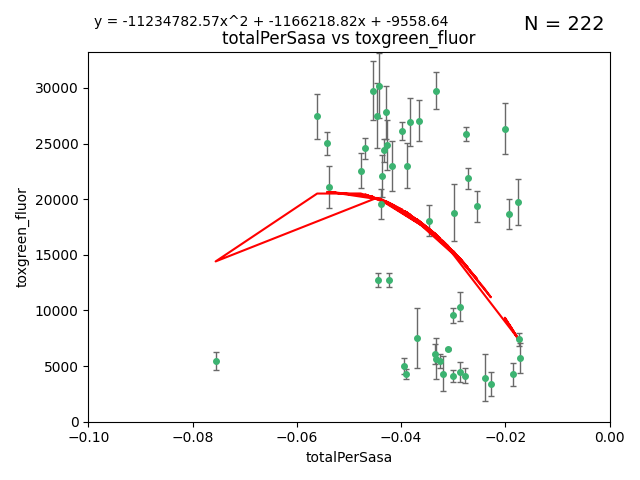 y = -11234782.57x^2 + -1166218.82x + -9558.64
N = 222
totalPerSasa vs toxgreen_fluor
30000
25000
20000
15000
10000
5000
0
toxgreen_fluor
−0.10
−0.08
−0.06
−0.04
−0.02
0.00
totalPerSasa